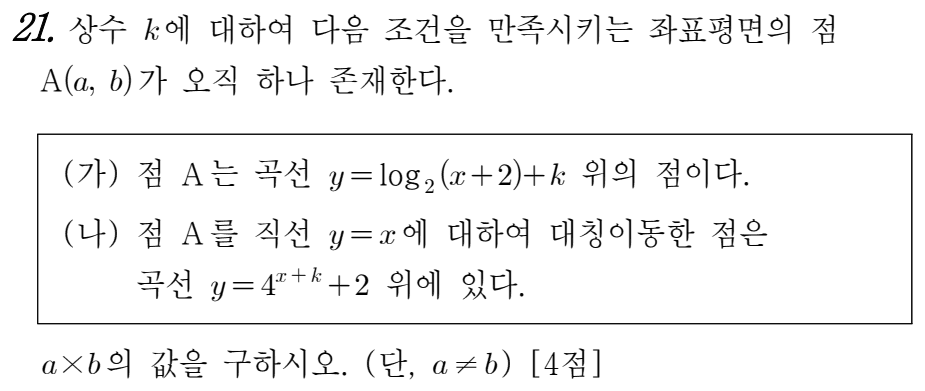 21. 상수 k에 대하여 다음 조건을 만족시키는 좌표평면의 점
A(a, b)가 오직 하나 존재한다.
(가) 점 A는 곡선 y=log₂(x+2)+k 위의 점이다.
(나) 점 A를 직선 y=x에 대하여 대칭이동한 점은
곡선 y=4ˣ⁺ᵏ+2 위에 있다.
a×b의 값을 구하시오. (단, a≠b) [4점]